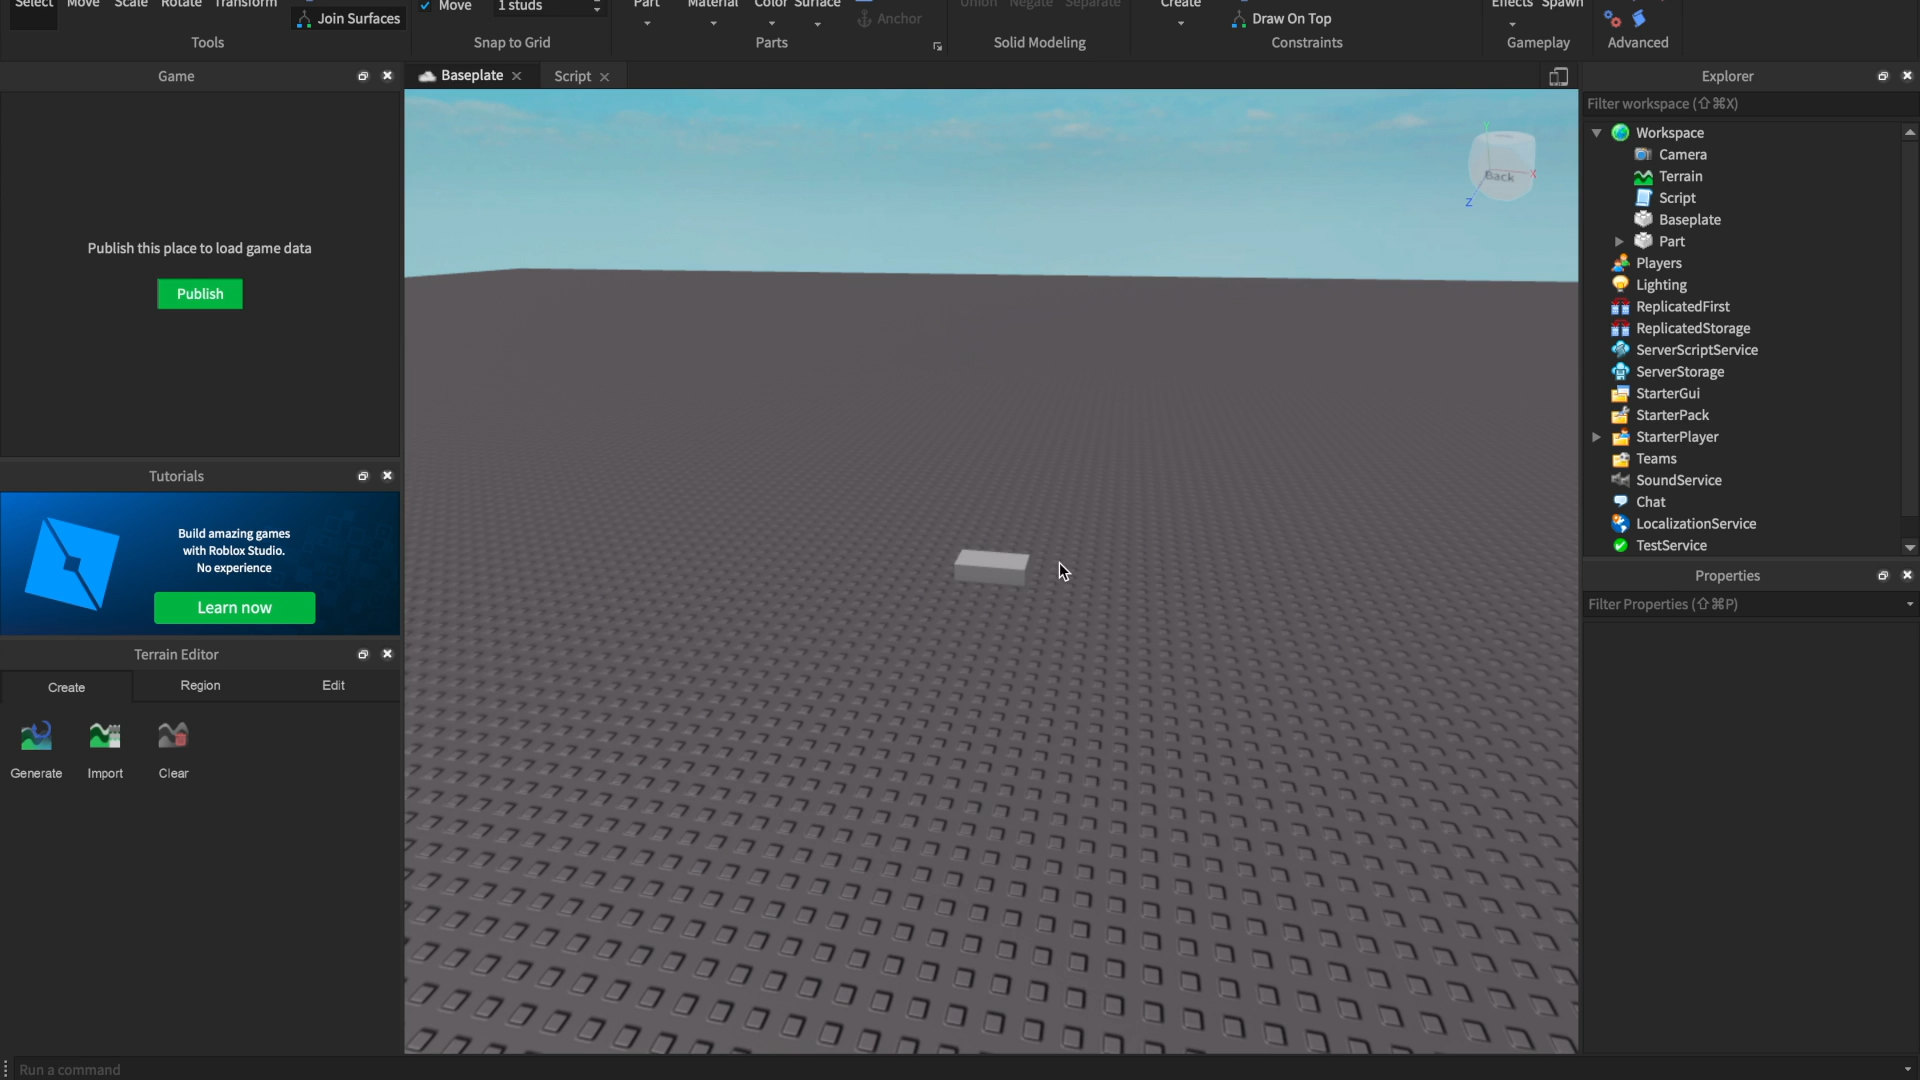 Select Move Scale Rotate Transform
Join Surfaces
Tools
Move 1 studs
Snap to Grid
Part Material Color Surface
Anchor
Parts
Union Negate Separate
Solid Modeling
Create
Draw On Top
Constraints
Effects Spawn
Gameplay
Advanced
Game
Publish this place to load game data
Publish
Tutorials
Build amazing games
with Roblox Studio.
No experience
Learn now
Terrain Editor
Create Region Edit
Generate Import Clear
Baseplate
Script
Back
X
Y
Z
Explorer
Filter workspace (⇧⌘X)
Workspace
Camera
Terrain
Script
Baseplate
Part
Players
Lighting
ReplicatedFirst
ReplicatedStorage
ServerScriptService
ServerStorage
StarterGui
StarterPack
StarterPlayer
Teams
SoundService
Chat
LocalizationService
TestService
Properties
Filter Properties (⇧⌘P)
Run a command